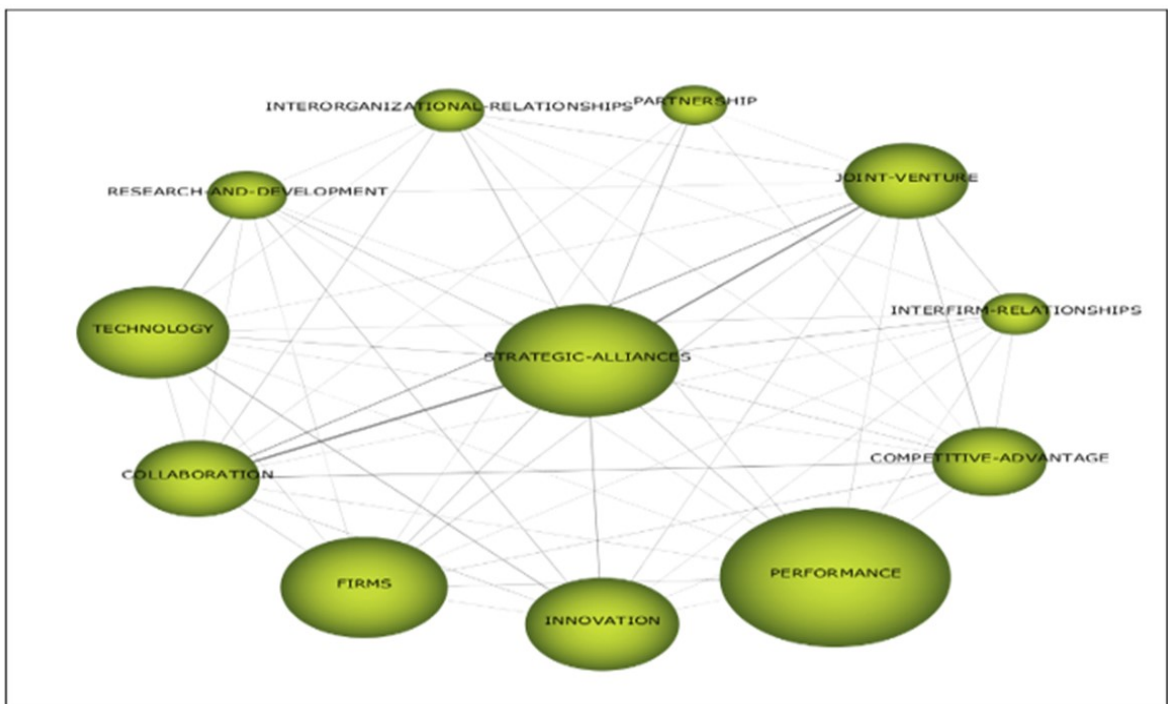 INTERORGANIZATIONAL-RELATIONSHIPS
PARTNERSHIP
JOINT-VENTURE
RESEARCH-AND-DEVELOPMENT
INTERFIRM-RELATIONSHIPS
TECHNOLOGY
STRATEGIC-ALLIANCES
COLLABORATION
COMPETITIVE-ADVANTAGE
FIRMS
PERFORMANCE
INNOVATION